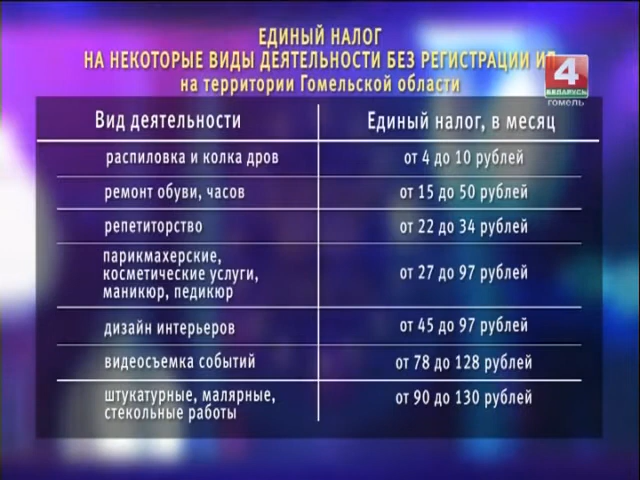 ЕДИНЫЙ НАЛОГ
НА НЕКОТОРЫЕ ВИДЫ ДЕЯТЕЛЬНОСТИ БЕЗ РЕГИСТРАЦИИ ИП
на территории Гомельской области
4
БЕЛАРУСЬ
ГОМЕЛЬ
Вид деятельности
Единый налог, в месяц
распиловка и колка дров
от 4 до 10 рублей
ремонт обуви, часов
от 15 до 50 рублей
репетиторство
от 22 до 34 рублей
парикмахерские,
косметические услуги,
маникюр, педикюр
от 27 до 97 рублей
дизайн интерьеров
от 45 до 97 рублей
видеосъемка событий
от 78 до 128 рублей
штукатурные, малярные,
стекольные работы
от 90 до 130 рублей